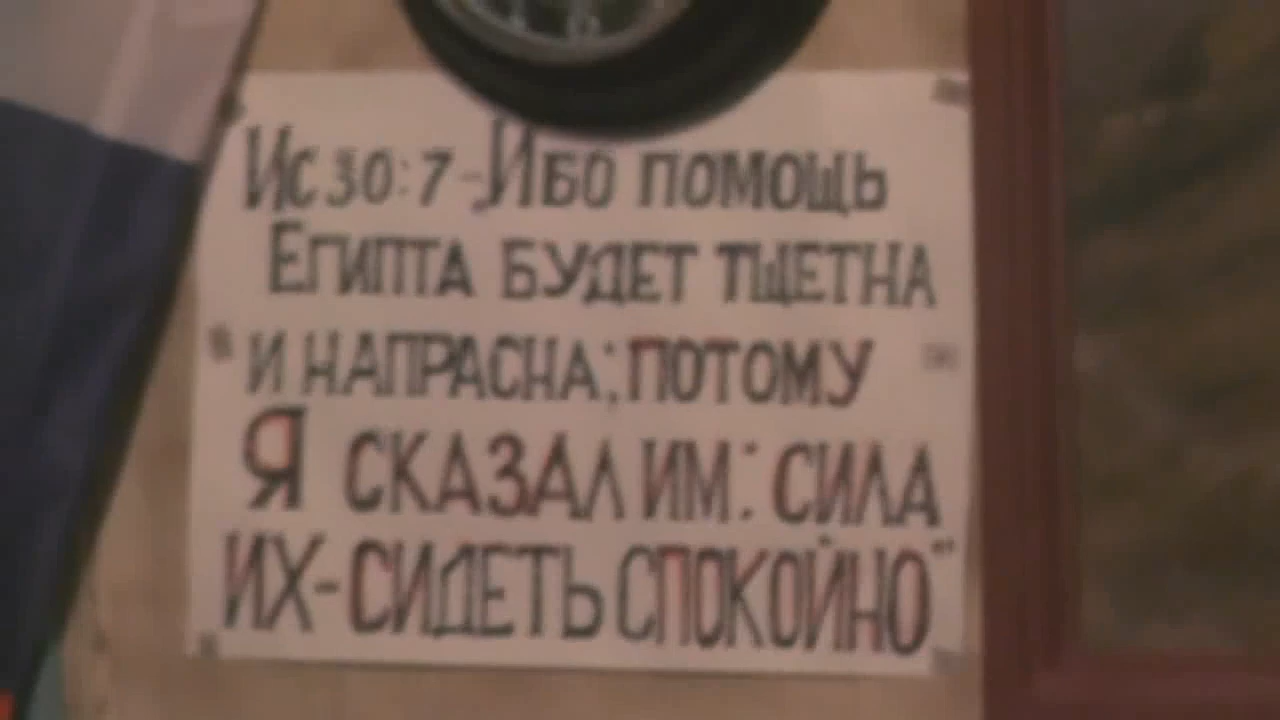 Ис 30:7-Ибо помощь
Египта будет тщетна
и напрасна; потому
Я сказал им: сила
их-сидеть спокойно"